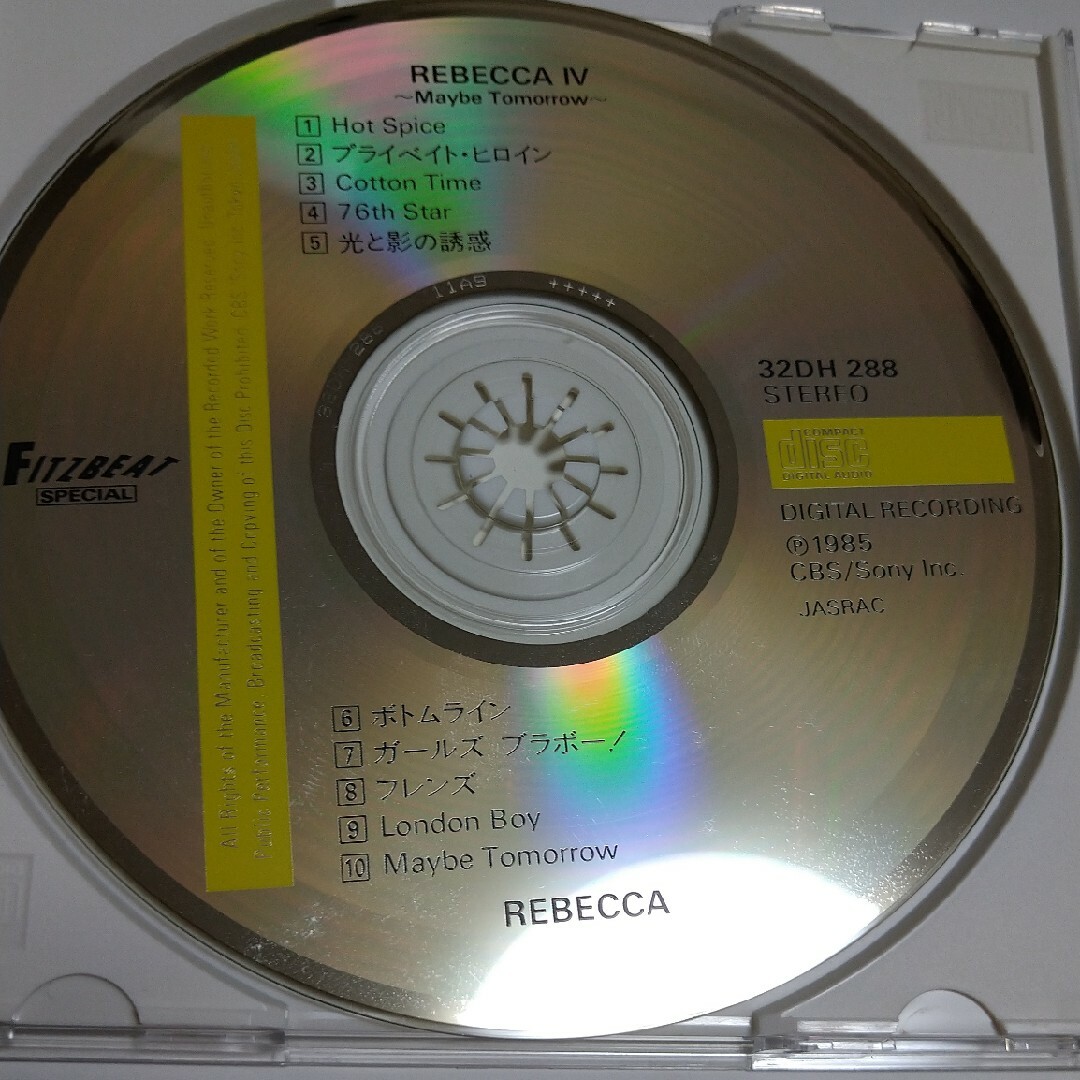 REBECCA IV
~Maybe Tomorrow~
1 Hot Spice
2 プライベイト・ヒロイン
3 Cotton Time
4 76th Star
5 光と影の誘惑
11A9 +++++
32DH 288
STEREO
COMPACT
disc
DIGITAL AUDIO
DIGITAL RECORDING
Ⓟ1985
CBS/Sony Inc.
JASRAC
FITZBEAT
SPECIAL
All Rights of the Manufacturer and of the Owner of the Recorded Work Reserved. Unauthorized
Public Performance, Broadcasting and Copying of this Disc Prohibited. CBS/Sony Inc. Tokyo
6 ボトムライン
7 ガールズ ブラボー!
8 フレンズ
9 London Boy
10 Maybe Tomorrow
REBECCA